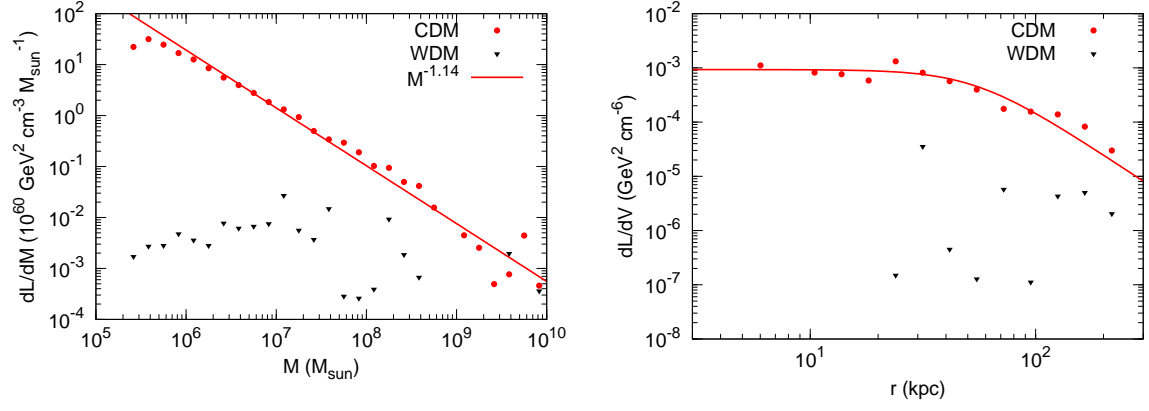 dL/dM (10^60 GeV^2 cm^-3 M_sun^-1)
10^2
10^1
10^0
10^-1
10^-2
10^-3
10^-4
CDM
WDM
M^-1.14
10^5 10^6 10^7 10^8 10^9 10^10
M (M_sun)
dL/dV (GeV^2 cm^-6)
10^-2
10^-3
10^-4
10^-5
10^-6
10^-7
10^-8
CDM
WDM
10^1 10^2
r (kpc)